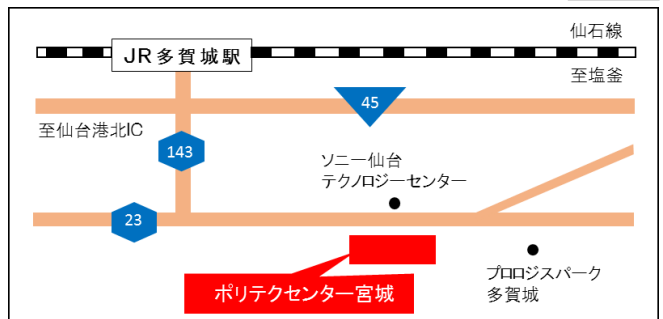 仙石線
JR多賀城駅
至塩釜
45
至仙台港北IC
143
ソニー仙台
テクノロジーセンター
23
プロロジスパーク
多賀城
ポリテクセンター宮城